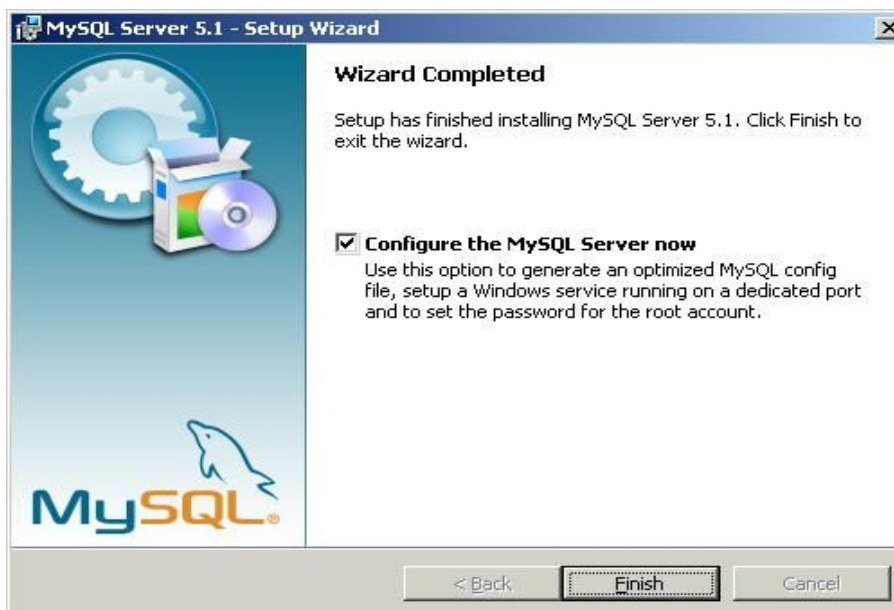 MySQL Server 5.1 - Setup Wizard
Wizard Completed
Setup has finished installing MySQL Server 5.1. Click Finish to
exit the wizard.
Configure the MySQL Server now
Use this option to generate an optimized MySQL config
file, setup a Windows service running on a dedicated port
and to set the password for the root account.
MySQL®
< Back
Finish
Cancel